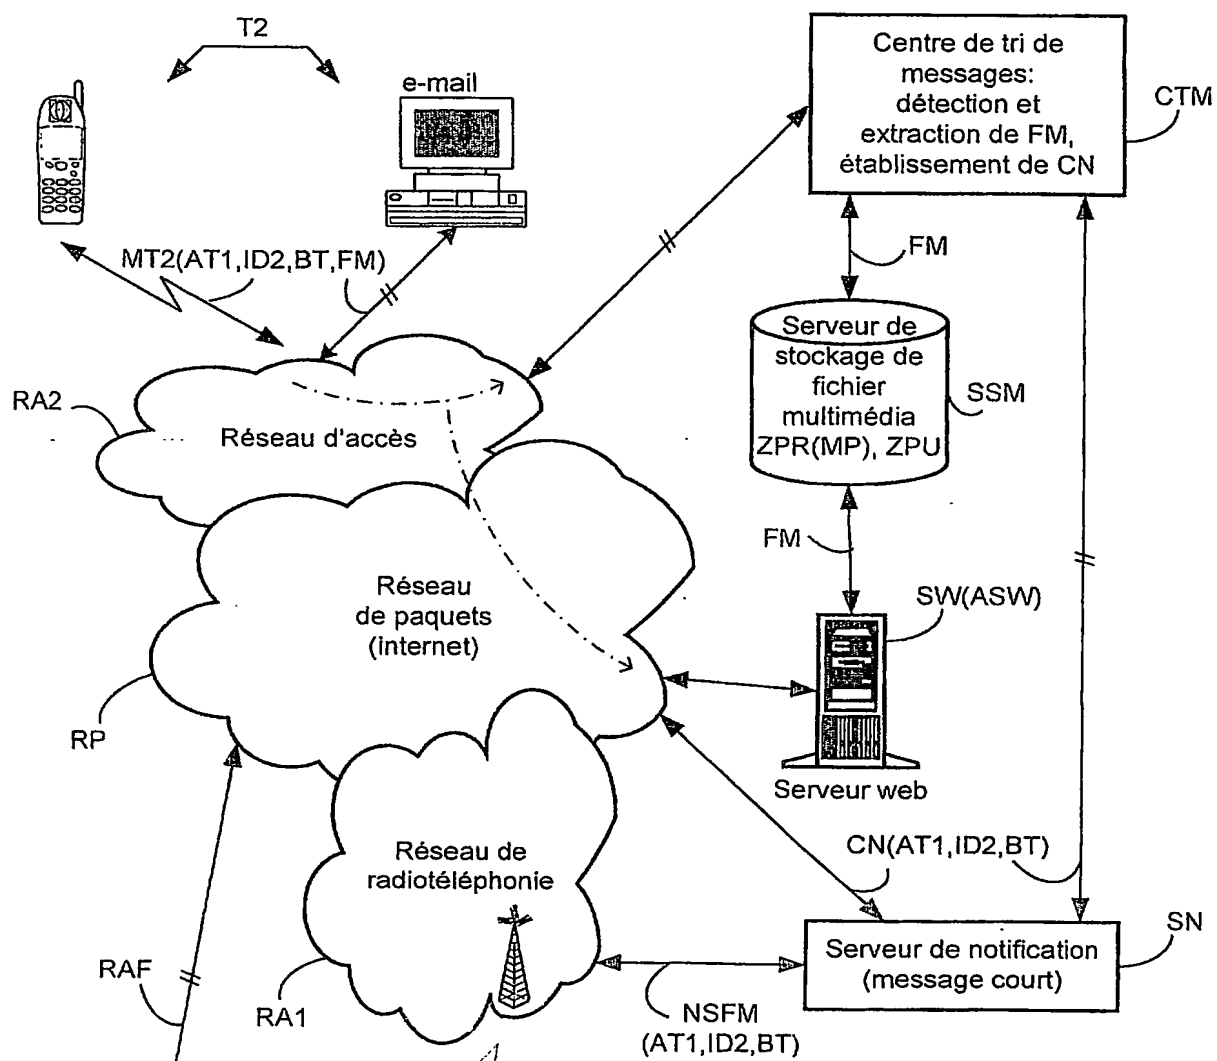 T2
e-mail
Centre de tri de
messages:
détection et
extraction de FM,
établissement de CN
CTM
MT2(AT1,ID2,BT,FM)
FM
Serveur de
stockage de
fichier
multimédia
ZPR(MP), ZPU
SSM
RA2
Réseau d'accès
FM
Réseau
de paquets
(internet)
SW(ASW)
RP
Serveur web
Réseau de
radiotéléphonie
CN(AT1,ID2,BT)
SN
Serveur de notification
(message court)
RAF
RA1
NSFM
(AT1,ID2,BT)